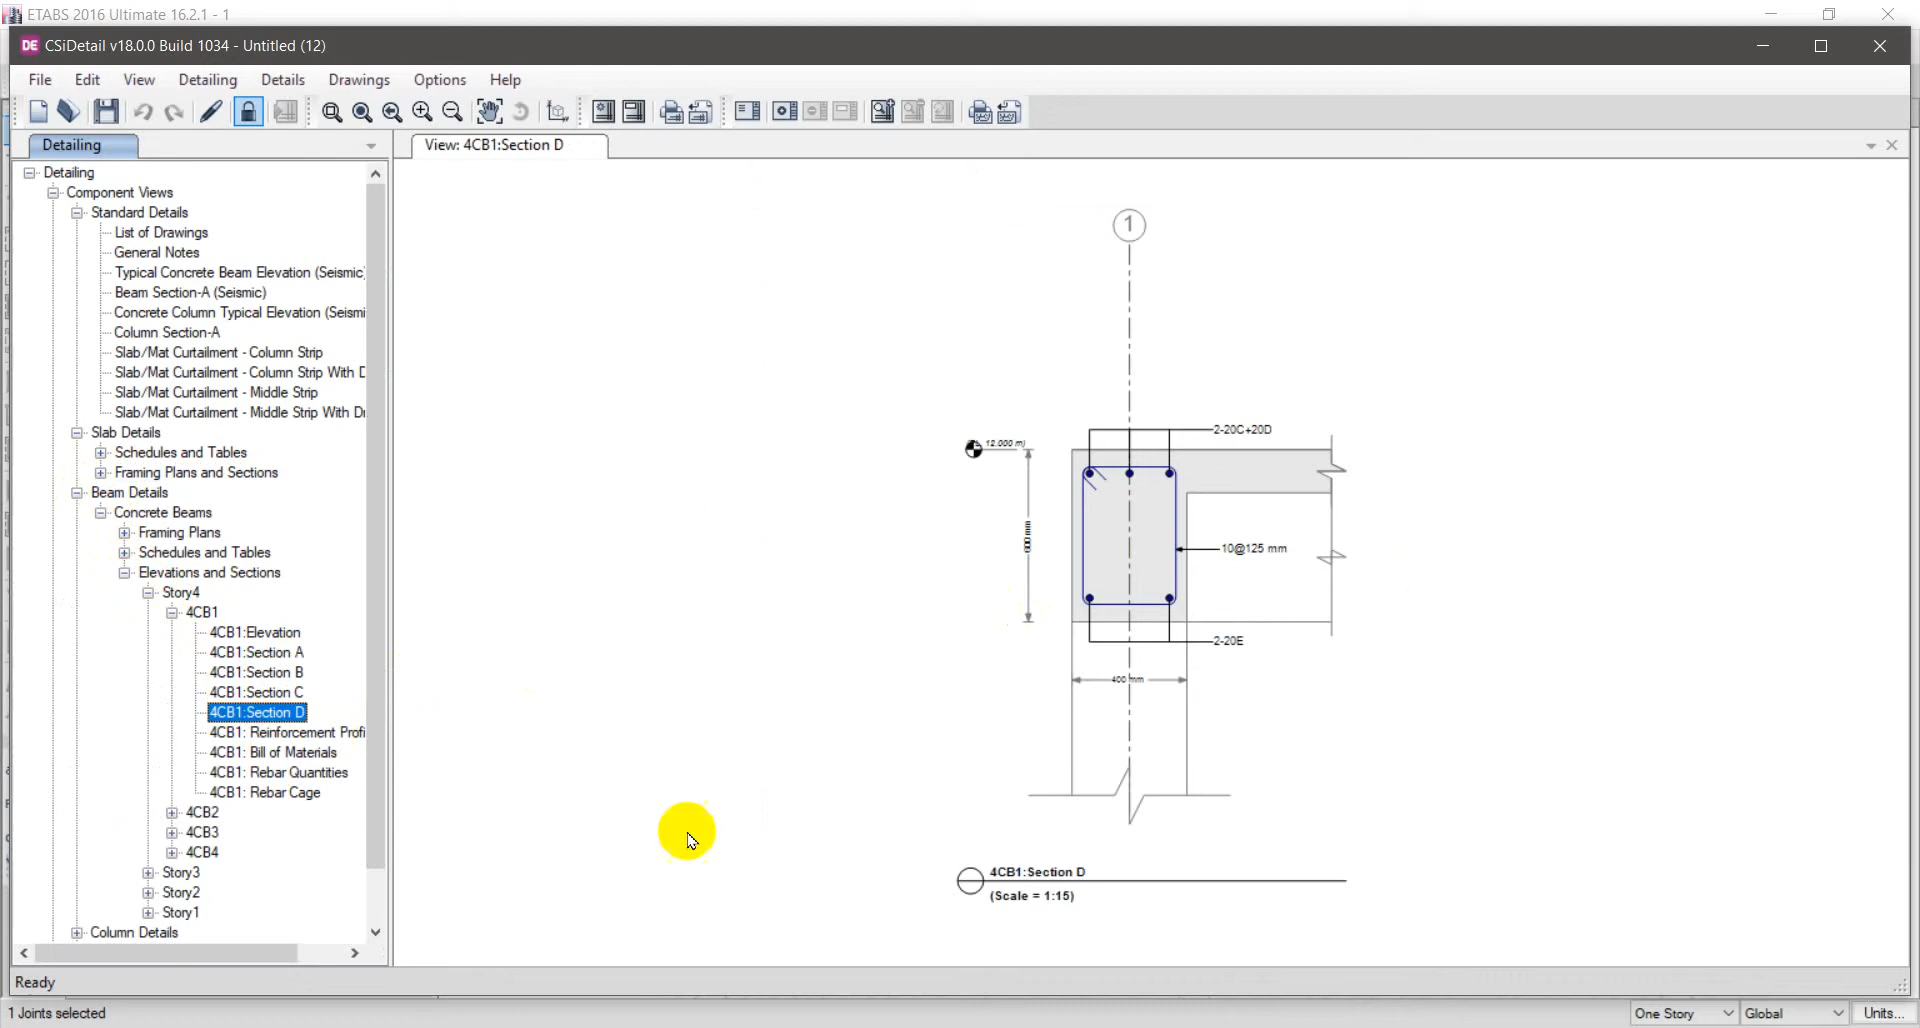 ETABS 2016 Ultimate 16.2.1 - 1
DE CSiDetail v18.0.0 Build 1034 - Untitled (12)
File Edit View Detailing Details Drawings Options Help
Detailing
View: 4CB1:Section D
Detailing
Component Views
Standard Details
List of Drawings
General Notes
Typical Concrete Beam Elevation (Seismic)
Beam Section-A (Seismic)
Concrete Column Typical Elevation (Seismi
Column Section-A
Slab/Mat Curtailment - Column Strip
Slab/Mat Curtailment - Column Strip With D
Slab/Mat Curtailment - Middle Strip
Slab/Mat Curtailment - Middle Strip With Dr
Slab Details
Schedules and Tables
Framing Plans and Sections
Beam Details
Concrete Beams
Framing Plans
Schedules and Tables
Elevations and Sections
Story4
4CB1
4CB1:Elevation
4CB1:Section A
4CB1:Section B
4CB1:Section C
4CB1:Section D
4CB1: Reinforcement Profi
4CB1: Bill of Materials
4CB1: Rebar Quantities
4CB1: Rebar Cage
4CB2
4CB3
4CB4
Story3
Story2
Story1
Column Details
1
2-20C+20D
12.000 m)
600 mm
10@125 mm
2-20E
400 mm
4CB1:Section D
(Scale = 1:15)
Ready
1 Joints selected
One Story Global Units...